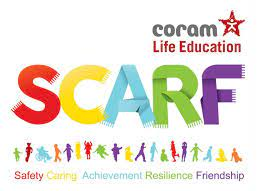 coram
Life Education
SCARF
Safety Caring Achievement Resilience Friendship